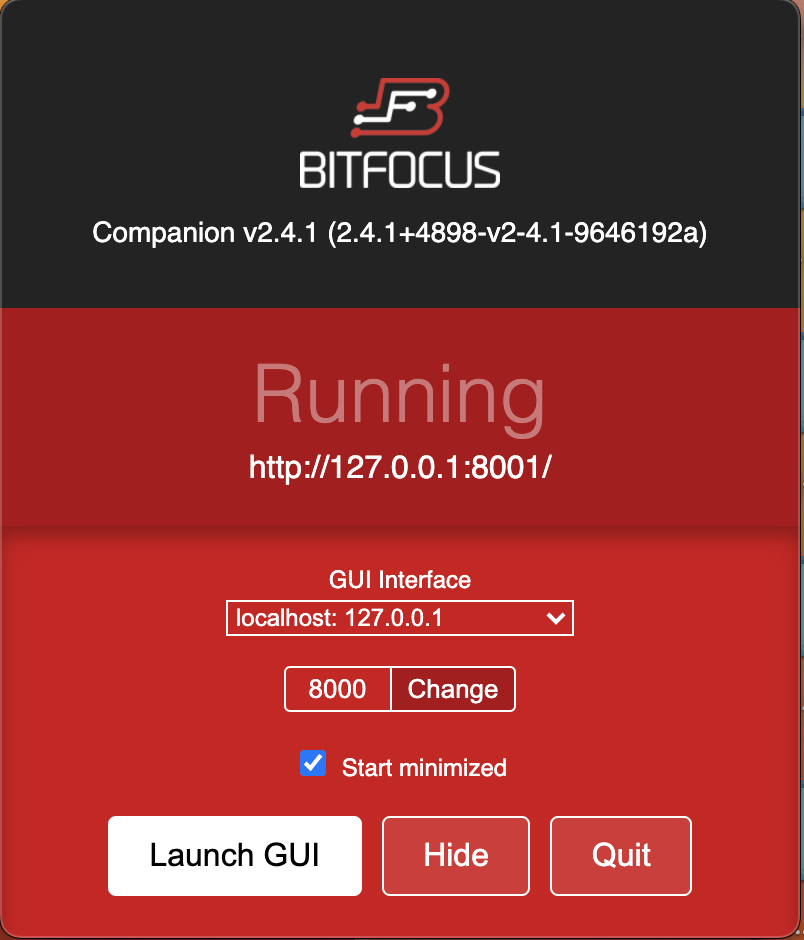 BITFOCUS
Companion v2.4.1 (2.4.1+4898-v2-4.1-9646192a)
Running
http://127.0.0.1:8001/
GUI Interface
localhost: 127.0.0.1
8000 Change
Start minimized
Launch GUI Hide Quit